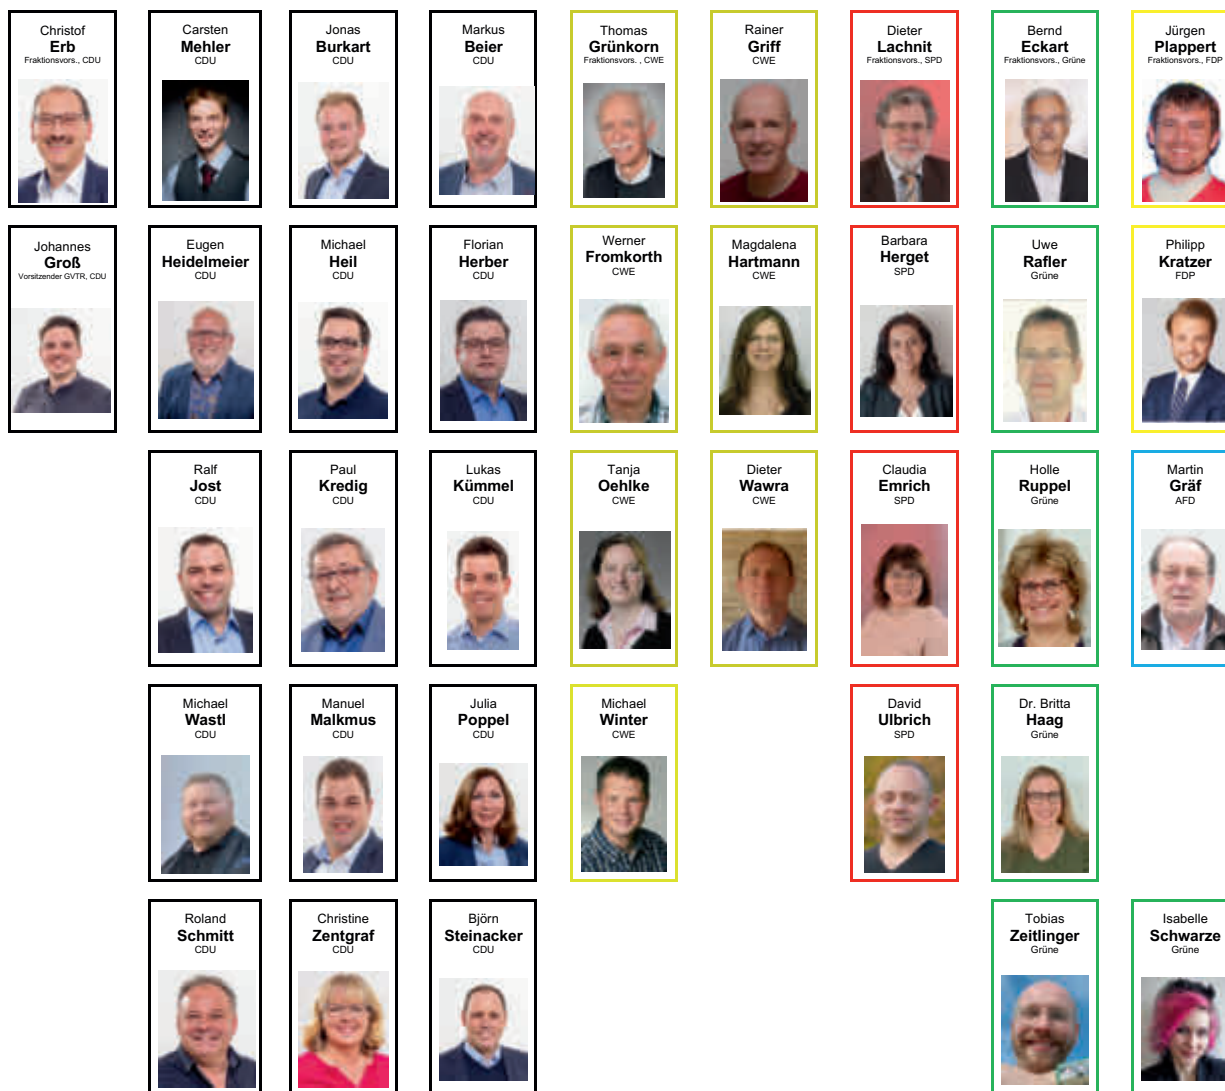 Christof
Erb
Fraktionsvors., CDU
Carsten
Mehler
CDU
Jonas
Burkart
CDU
Markus
Beier
CDU
Thomas
Grünkorn
Fraktionsvors. , CWE
Rainer
Griff
CWE
Dieter
Lachnit
Fraktionsvors., SPD
Bernd
Eckart
Fraktionsvors., Grüne
Jürgen
Plappert
Fraktionsvors., FDP
Johannes
Groß
Vorsitzender GVTR, CDU
Eugen
Heidelmeier
CDU
Michael
Heil
CDU
Florian
Herber
CDU
Werner
Fromkorth
CWE
Magdalena
Hartmann
CWE
Barbara
Herget
SPD
Uwe
Rafler
Grüne
Philipp
Kratzer
FDP
Ralf
Jost
CDU
Paul
Kredig
CDU
Lukas
Kümmel
CDU
Tanja
Oehlke
CWE
Dieter
Wawra
CWE
Claudia
Emrich
SPD
Holle
Ruppel
Grüne
Martin
Gräf
AFD
Michael
Wastl
CDU
Manuel
Malkmus
CDU
Julia
Poppel
CDU
Michael
Winter
CWE
David
Ulbrich
SPD
Dr. Britta
Haag
Grüne
Roland
Schmitt
CDU
Christine
Zentgraf
CDU
Björn
Steinacker
CDU
Tobias
Zeitlinger
Grüne
Isabelle
Schwarze
Grüne